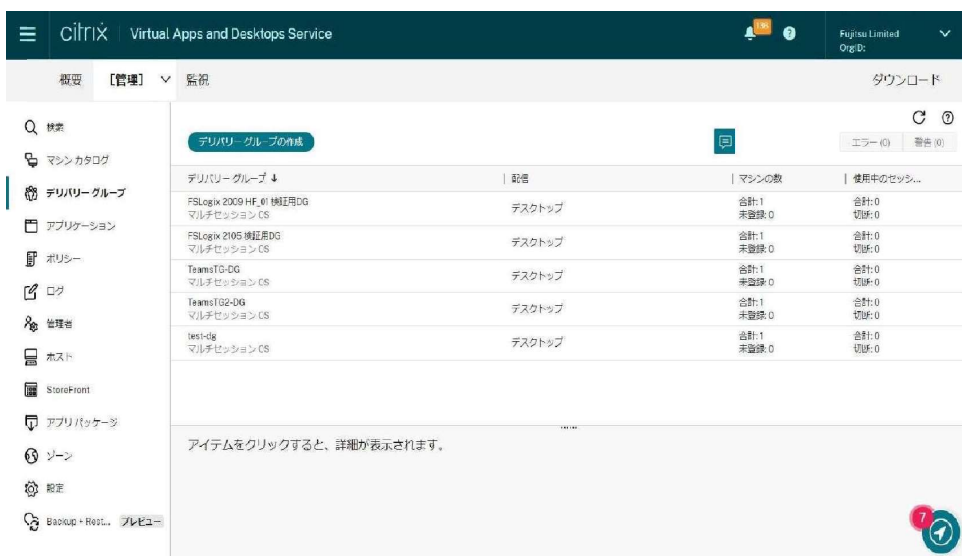 citrix Virtual Apps and Desktops Service
136
Fujitsu Limited
OrgID:
概要 [管理] 監視 ダウンロード
検索
マシン カタログ
デリバリー グループ
アプリケーション
ポリシー
ログ
管理者
ホスト
StoreFront
アプリ パッケージ
ゾーン
設定
Backup + Rest... プレビュー
デリバリー グループの作成
エラー (0) 警告 (0)
デリバリー グループ ↓ 配信 マシンの数 使用中のセッシ...
FSLogix 2009 HF_01 検証用DG デスクトップ 合計: 1 合計: 0
マルチセッション OS 未登録: 0 切断: 0
FSLogix 2105 検証用DG デスクトップ 合計: 1 合計: 0
マルチセッション OS 未登録: 0 切断: 0
TeamsTG-DG デスクトップ 合計: 1 合計: 0
マルチセッション OS 未登録: 0 切断: 0
TeamsTG2-DG デスクトップ 合計: 1 合計: 0
マルチセッション OS 未登録: 0 切断: 0
test-dg デスクトップ 合計: 1 合計: 0
マルチセッション OS 未登録: 0 切断: 0
アイテムをクリックすると、詳細が表示されます。
7